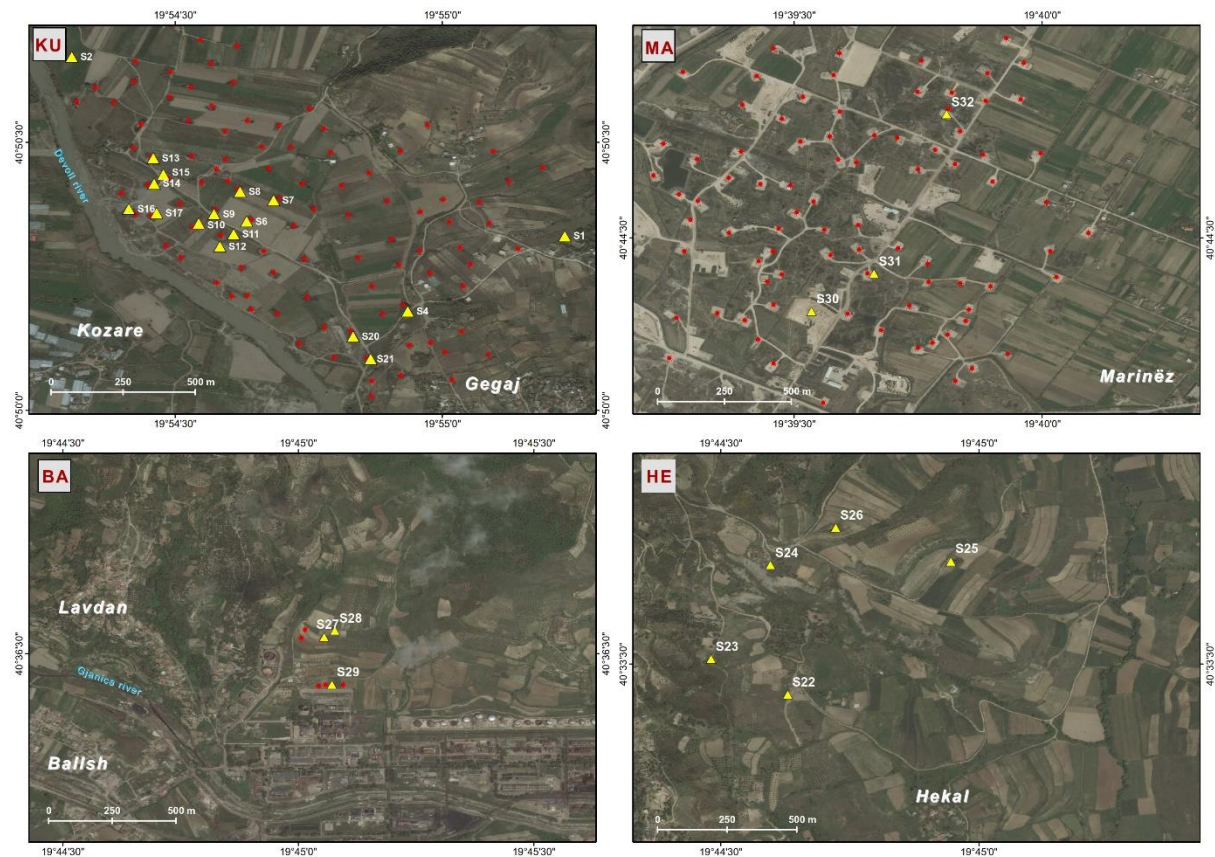 19°54'30" 19°55'0"
KU
S2
40°50'30" 40°50'30"
Devoll river
S13
S15
S14
S8
S7
S16 S17
S9
S10
S6
S11
S12
S1
Kozare
S4
S20
S21
Gegaj
0 250 500 m
40°50'0" 40°50'0"
19°54'30" 19°55'0"
19°39'30" 19°40'0"
MA
S32
40°44'30" 40°44'30"
S31
S30
0 250 500 m
Marinëz
19°39'30" 19°40'0"
19°44'30" 19°45'0" 19°45'30"
BA
Lavdan
S28
S27
40°36'30" 40°36'30"
Gjanica river
S29
Ballsh
0 250 500 m
19°44'30" 19°45'0" 19°45'30"
19°44'30" 19°45'0"
HE
S26
S24
S25
S23
40°33'30" 40°33'30"
S22
Hekal
0 250 500 m
19°44'30" 19°45'0"